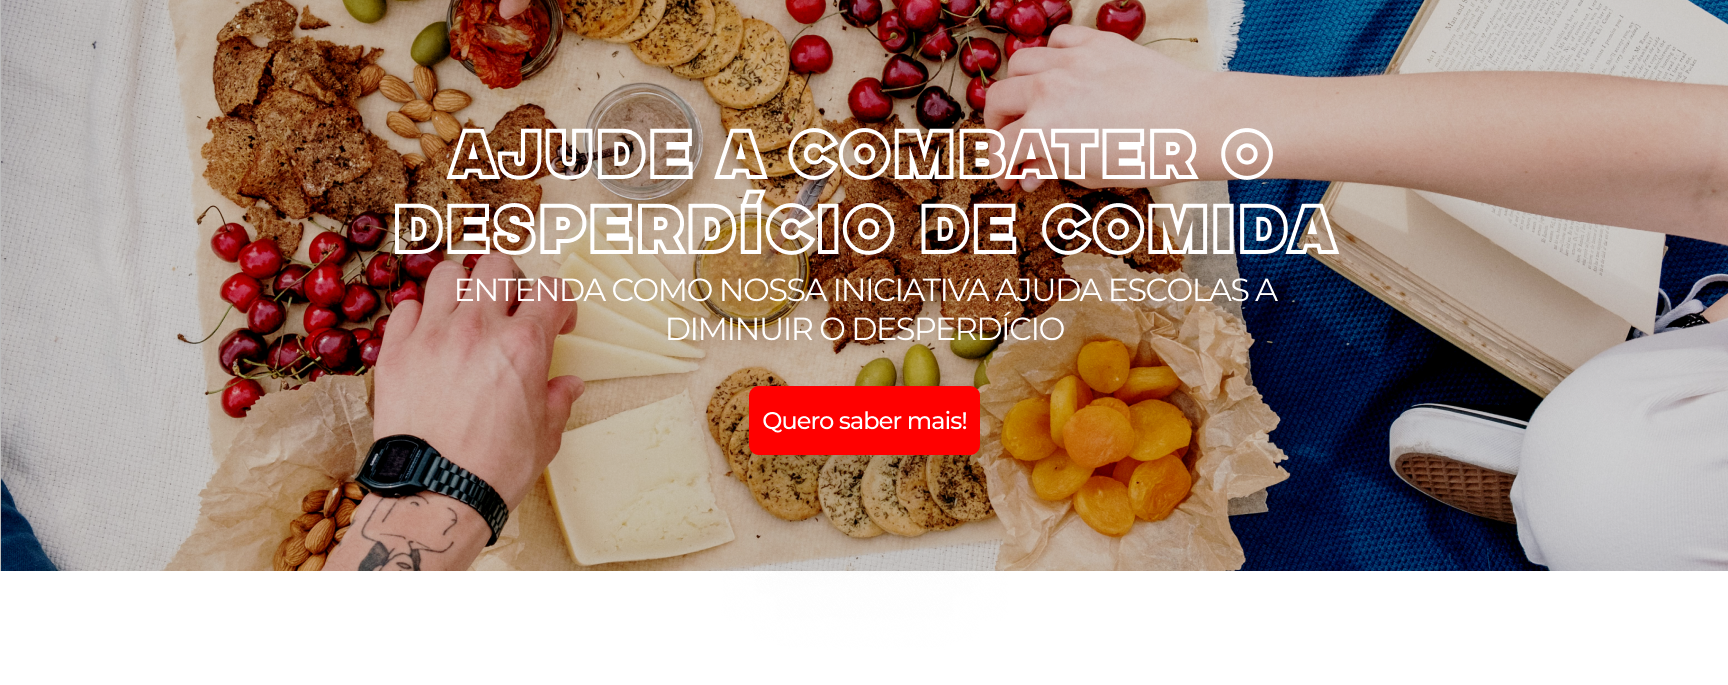 AJUDE A COMBATER O
DESPERDÍCIO DE COMIDA
ENTENDA COMO NOSSA INICIATIVA AJUDA ESCOLAS A
DIMINUIR O DESPERDÍCIO
Quero saber mais!